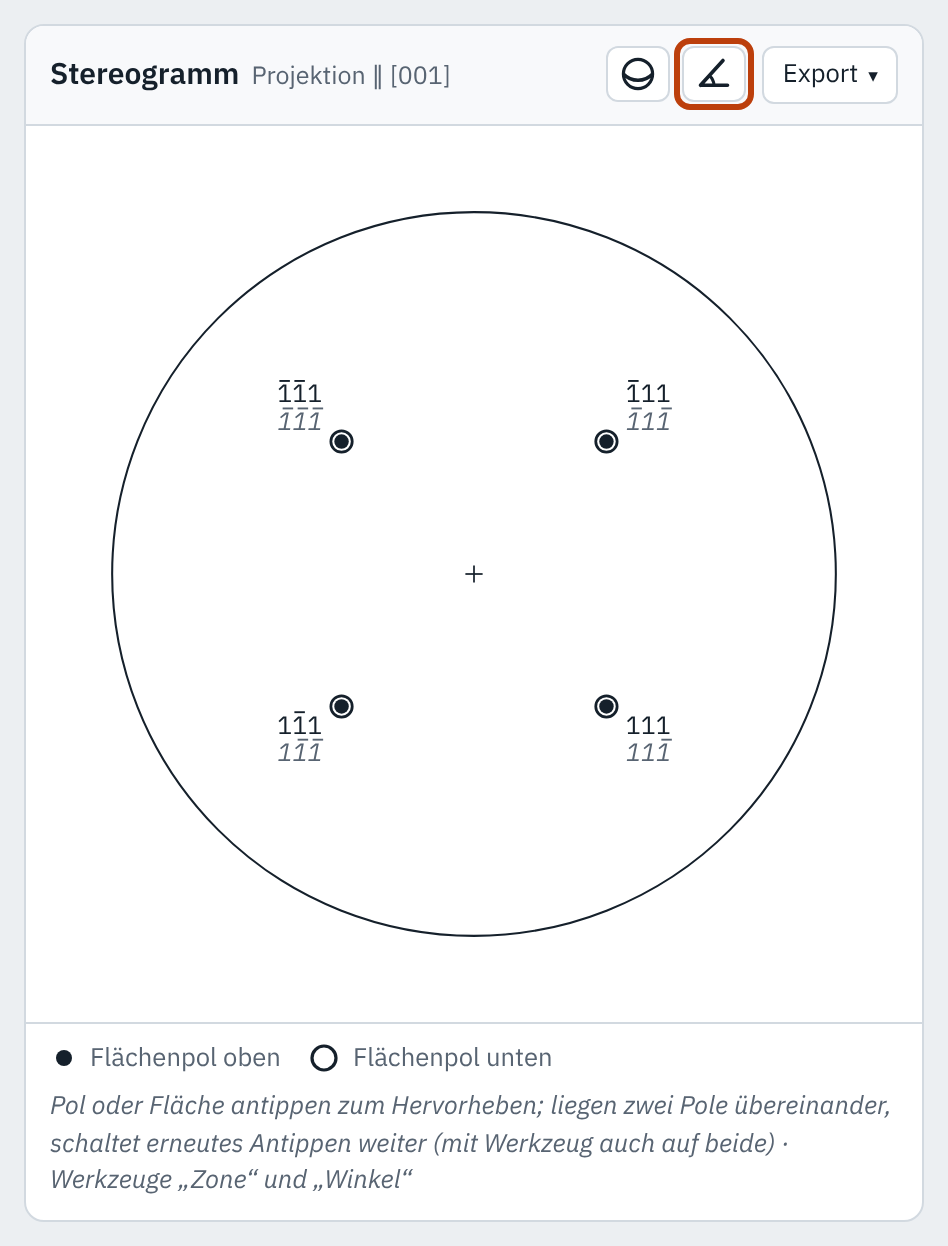 Stereogramm Projektion ∥ [001]
Export ▾
1̅1̅1 1̅11
1̅1̅1̅ 1̅11̅
11̅1 111
11̅1̅ 111̅
Flächenpol oben Flächenpol unten
Pol oder Fläche antippen zum Hervorheben; liegen zwei Pole übereinander,
schaltet erneutes Antippen weiter (mit Werkzeug auch auf beide) ·
Werkzeuge „Zone“ und „Winkel“